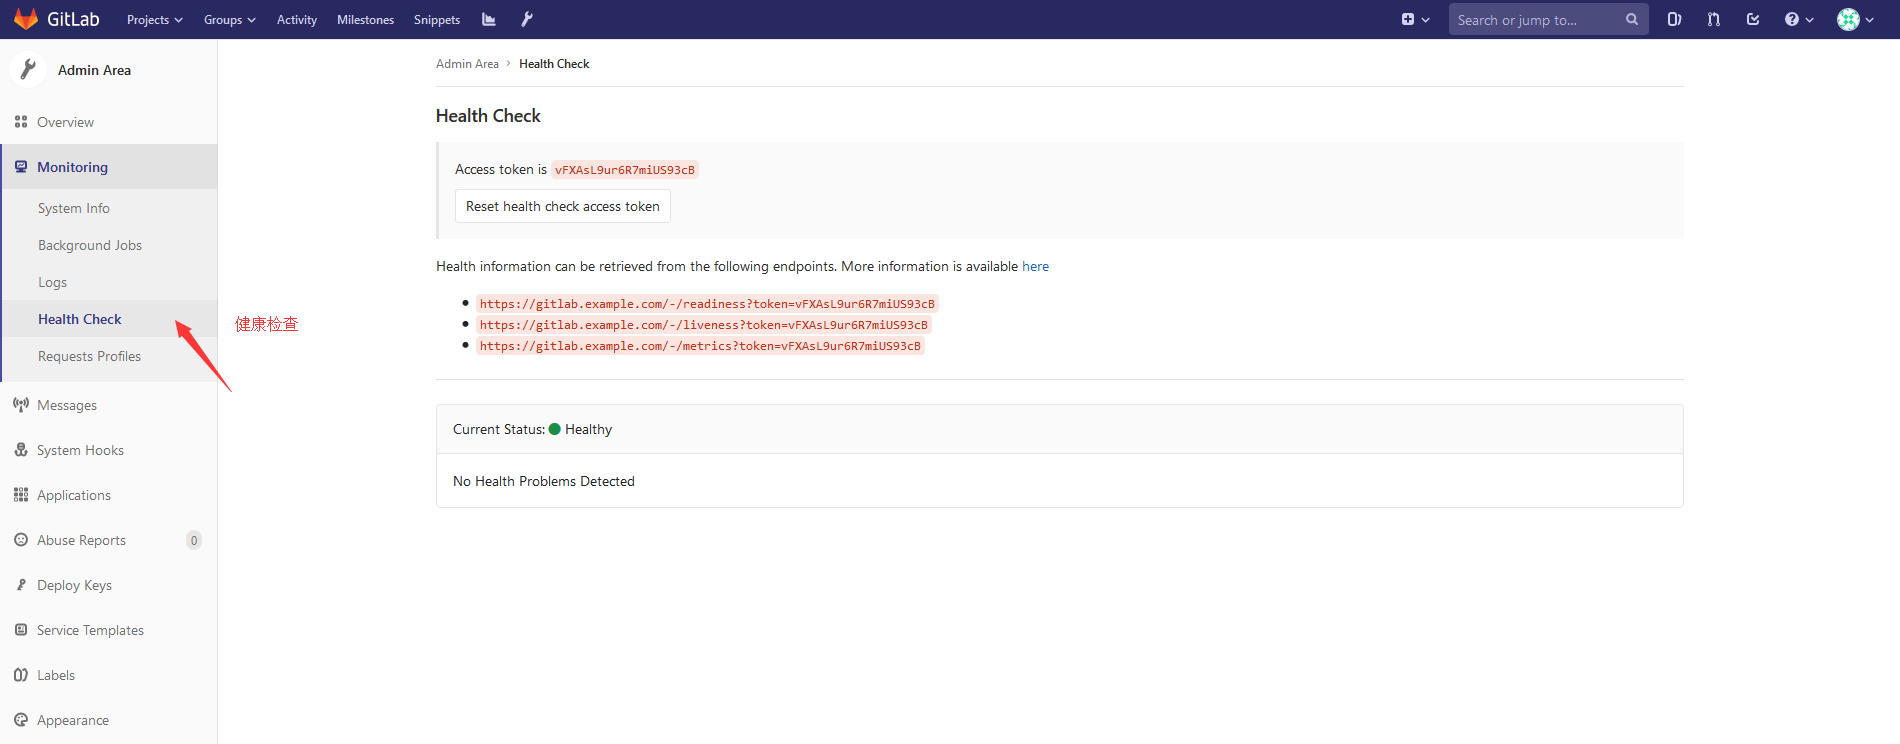 GitLab Projects Groups Activity Milestones Snippets Search or jump to...
Admin Area
Overview
Monitoring
System Info
Background Jobs
Logs
Health Check
Requests Profiles
Messages
System Hooks
Applications
Abuse Reports 0
Deploy Keys
Service Templates
Labels
Appearance
健康检查
Admin Area › Health Check
Health Check
Access token is vFXAsL9ur6R7miUS93cB
Reset health check access token
Health information can be retrieved from the following endpoints. More information is available here
https://gitlab.example.com/-/readiness?token=vFXAsL9ur6R7miUS93cB
https://gitlab.example.com/-/liveness?token=vFXAsL9ur6R7miUS93cB
https://gitlab.example.com/-/metrics?token=vFXAsL9ur6R7miUS93cB
Current Status: Healthy
No Health Problems Detected